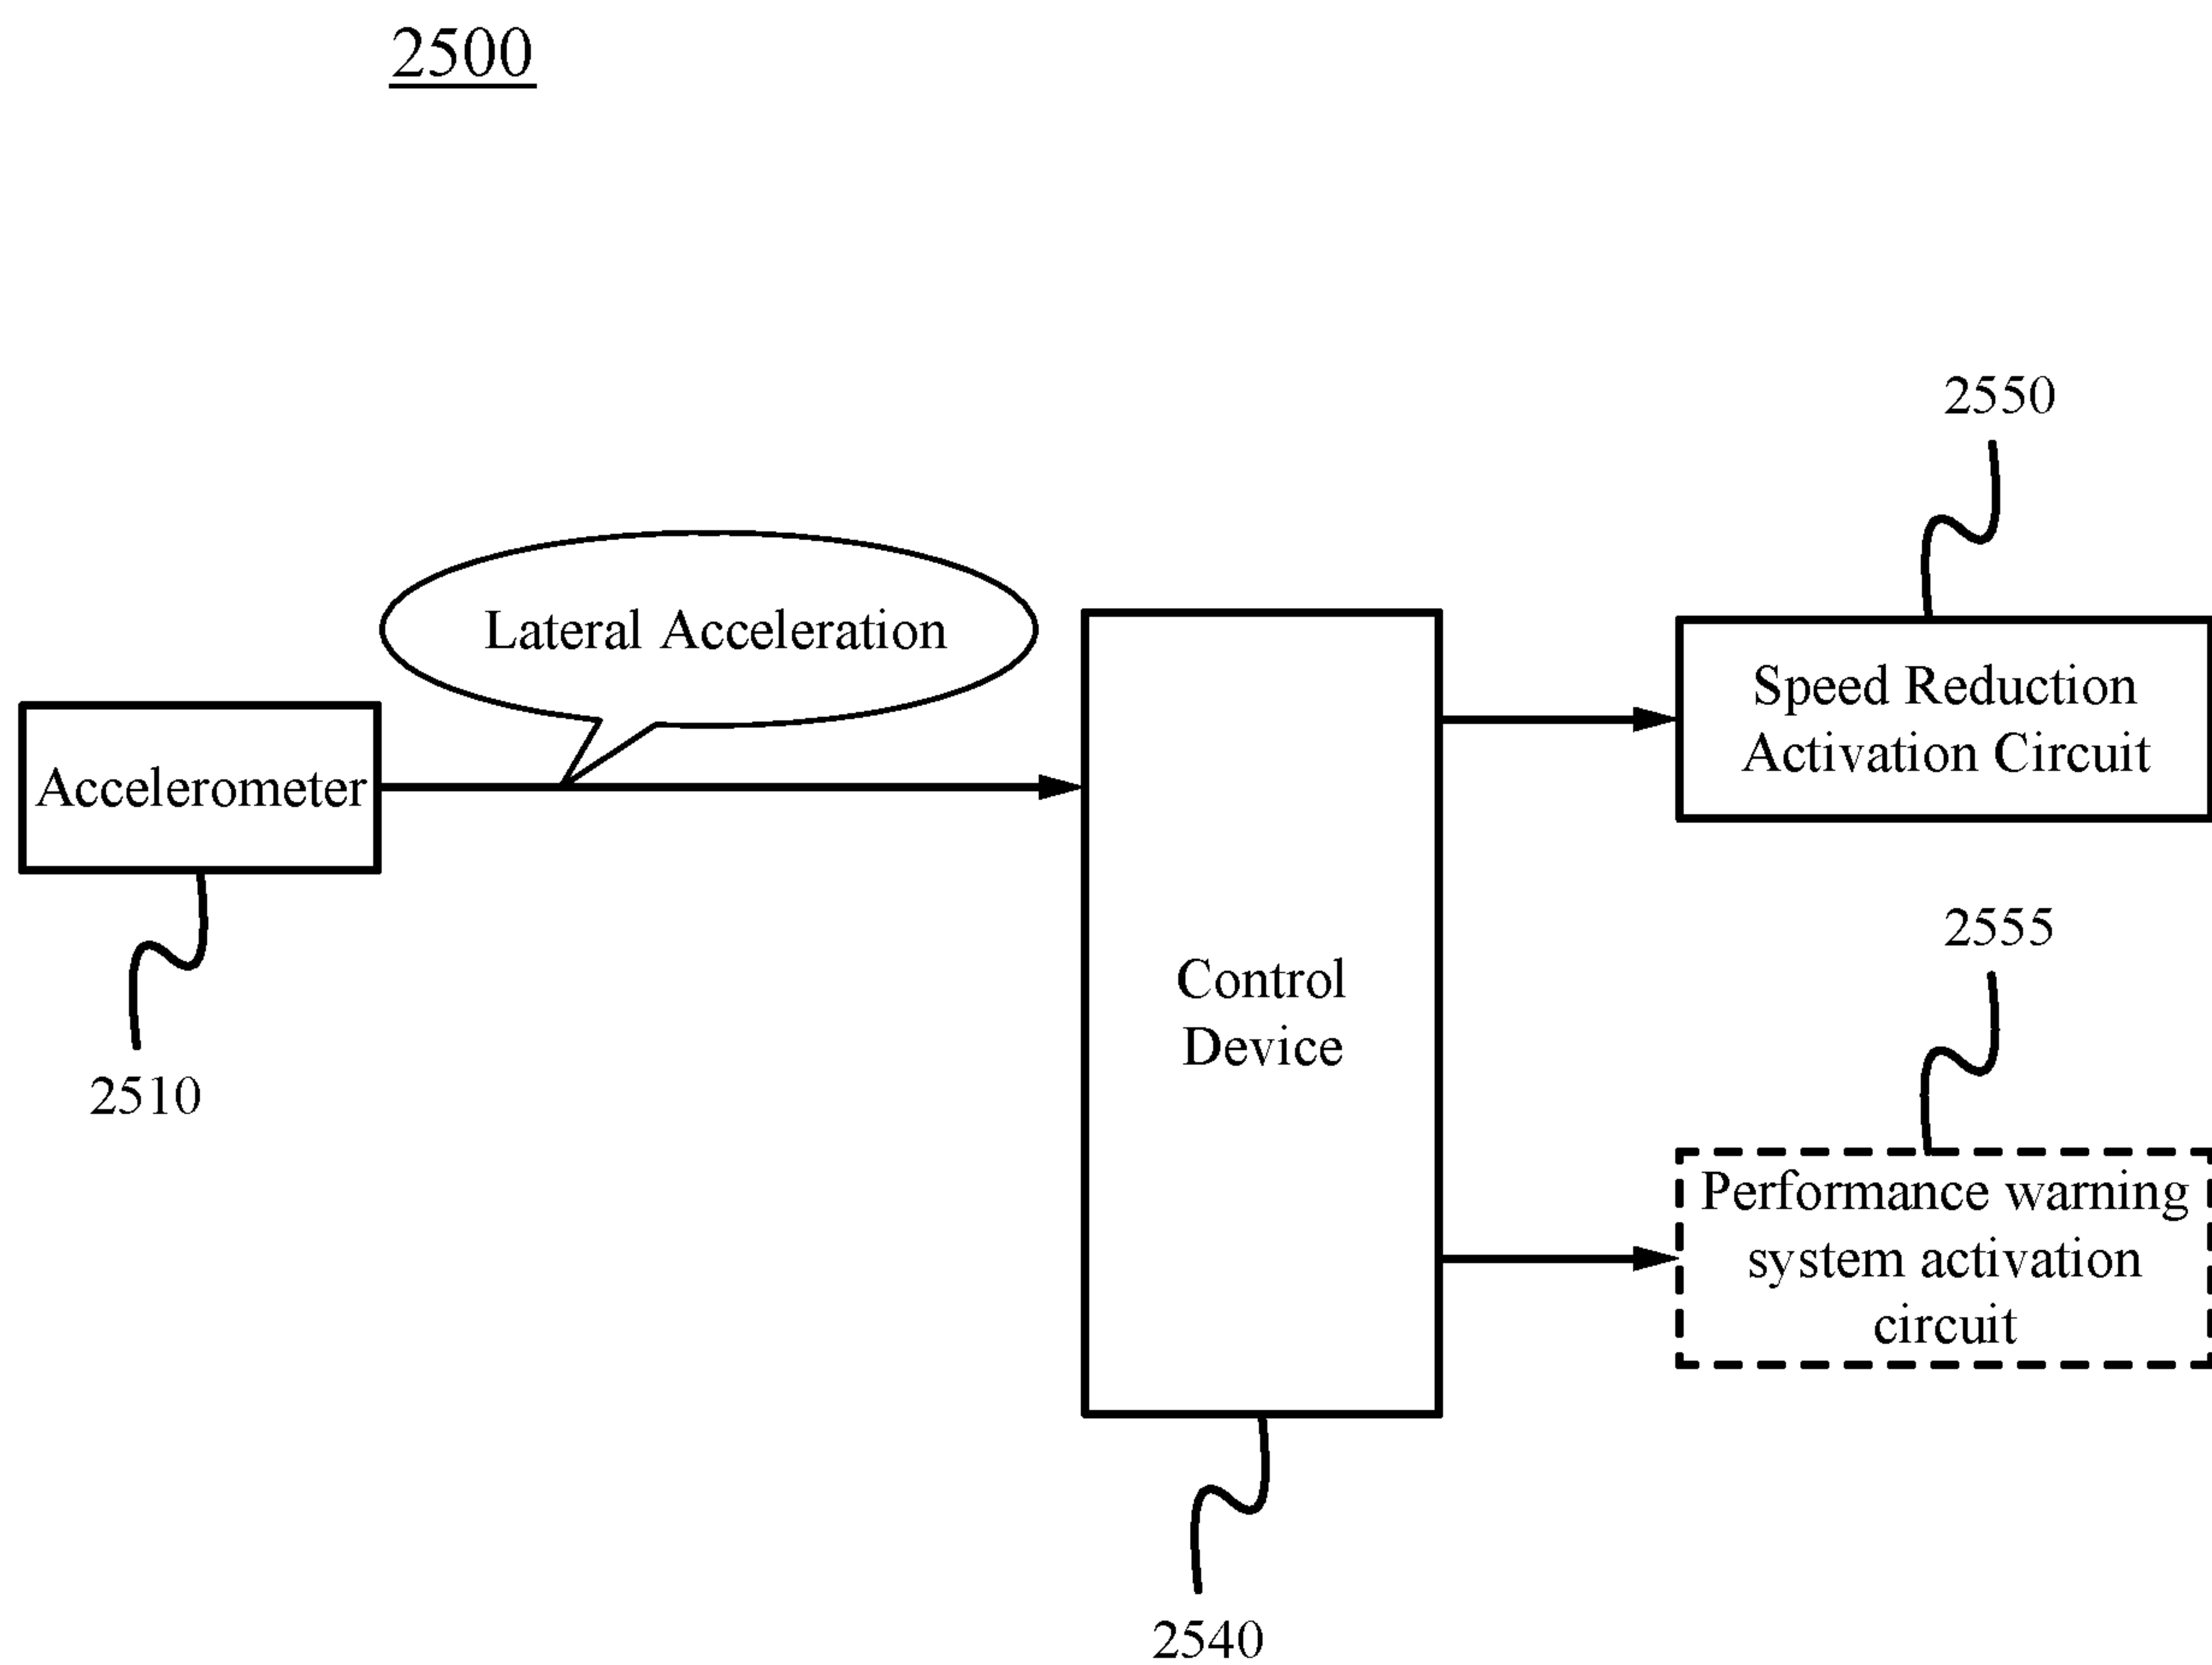 2500
2550
Lateral Acceleration
Speed Reduction
Activation Circuit
Accelerometer
2555
Control
Device
2510
Performance warning
system activation
circuit
2540